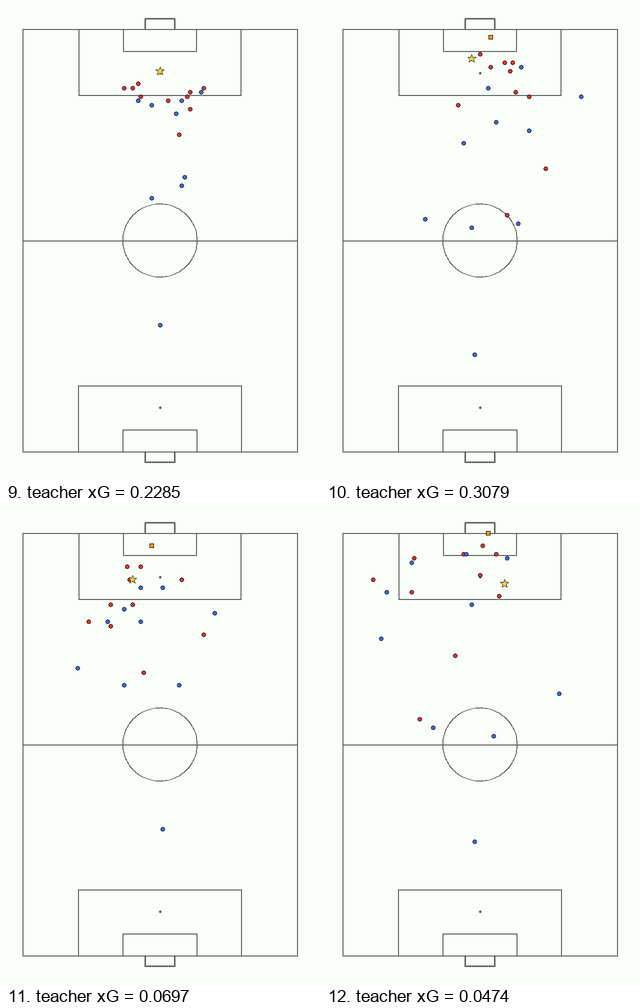 9. teacher xG = 0.2285
10. teacher xG = 0.3079
11. teacher xG = 0.0697
12. teacher xG = 0.0474